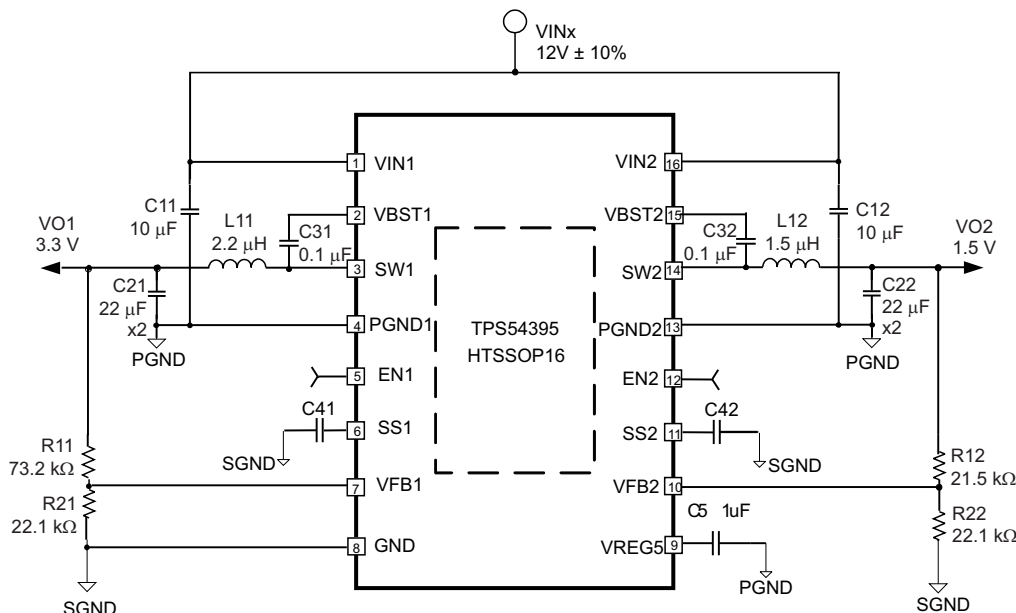 VINx
12V ± 10%
1
VIN1
VIN2
16
C11
10 μF
2
VBST1
VBST2
15
C12
10 μF
VO1
3.3 V
L11
2.2 μH
C31
0.1 μF
C32
0.1 μF
L12
1.5 μH
VO2
1.5 V
3
SW1
SW2
14
C21
22 μF
x2
C22
22 μF
x2
4
PGND1
PGND2
13
TPS54395
HTSSOP16
PGND
PGND
5
EN1
EN2
12
C41
C42
6
SS1
SS2
11
SGND
SGND
R11
73.2 kΩ
R12
21.5 kΩ
7
VFB1
VFB2
10
R21
22.1 kΩ
R22
22.1 kΩ
C5 1uF
8
GND
VREG5
9
PGND
SGND
SGND